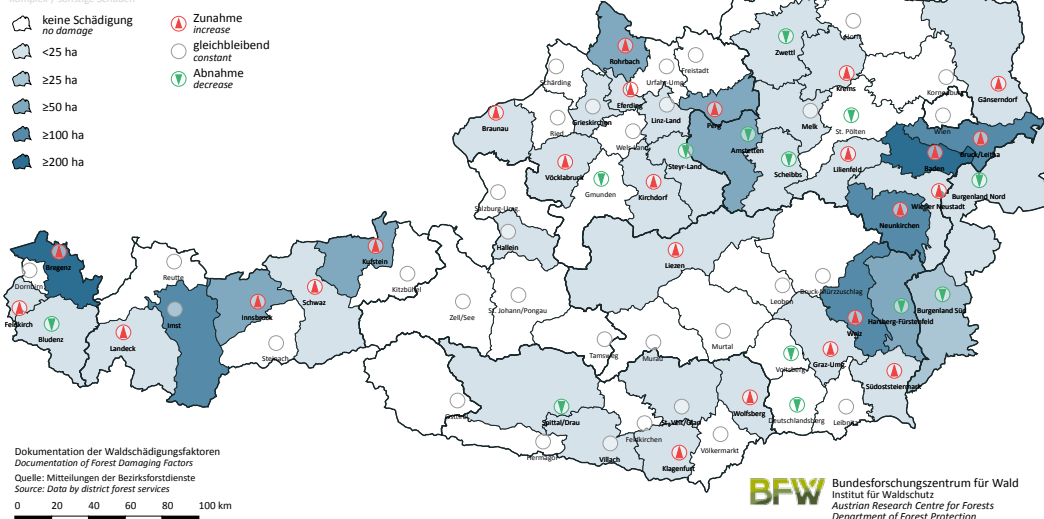 komplex / sonstige Schäden
keine Schädigung
no damage
<25 ha
≥25 ha
≥50 ha
≥100 ha
≥200 ha
Zunahme
increase
gleichbleibend
constant
Abnahme
decrease
Rohrbach
Zwettl
Horn
Schärding
Urfahr-Umg.
Freistadt
Krems
Korneuburg
Gänserndorf
Eferding
Braunau
Grieskirchen
Linz-Land
Perg
Melk
Ried
St. Pölten
Wien
Wels-Land
Amstetten
Bruck/Leitha
Steyr-Land
Baden
Vöcklabruck
Scheibbs
Lilienfeld
Gmunden
Kirchdorf
Wiener Neustadt
Burgenland Nord
Salzburg-Umg.
Neunkirchen
Hallein
Kufstein
Liezen
Bregenz
Reutte
Kitzbühel
Dornbirn
Bruck-Mürzzuschlag
Leoben
Schwaz
Innsbruck
Zell/See
St. Johann/Pongau
Feldkirch
Imst
Hartberg-Fürstenfeld
Burgenland Süd
Bludenz
Landeck
Weiz
Steinach
Tamsweg
Murau
Murtal
Graz-Umg.
Voitsberg
Südoststeiermark
Osttirol
Spittal/Drau
St. Veit/Glan
Wolfsberg
Deutschlandsberg
Leibnitz
Feldkirchen
Hermagor
Villach
Völkermarkt
Klagenfurt
Dokumentation der Waldschädigungsfaktoren
Documentation of Forest Damaging Factors
Quelle: Mitteilungen der Bezirksforstdienste
Source: Data by district forest services
0 20 40 60 80 100 km
BFW
Bundesforschungszentrum für Wald
Institut für Waldschutz
Austrian Research Centre for Forests
Department of Forest Protection